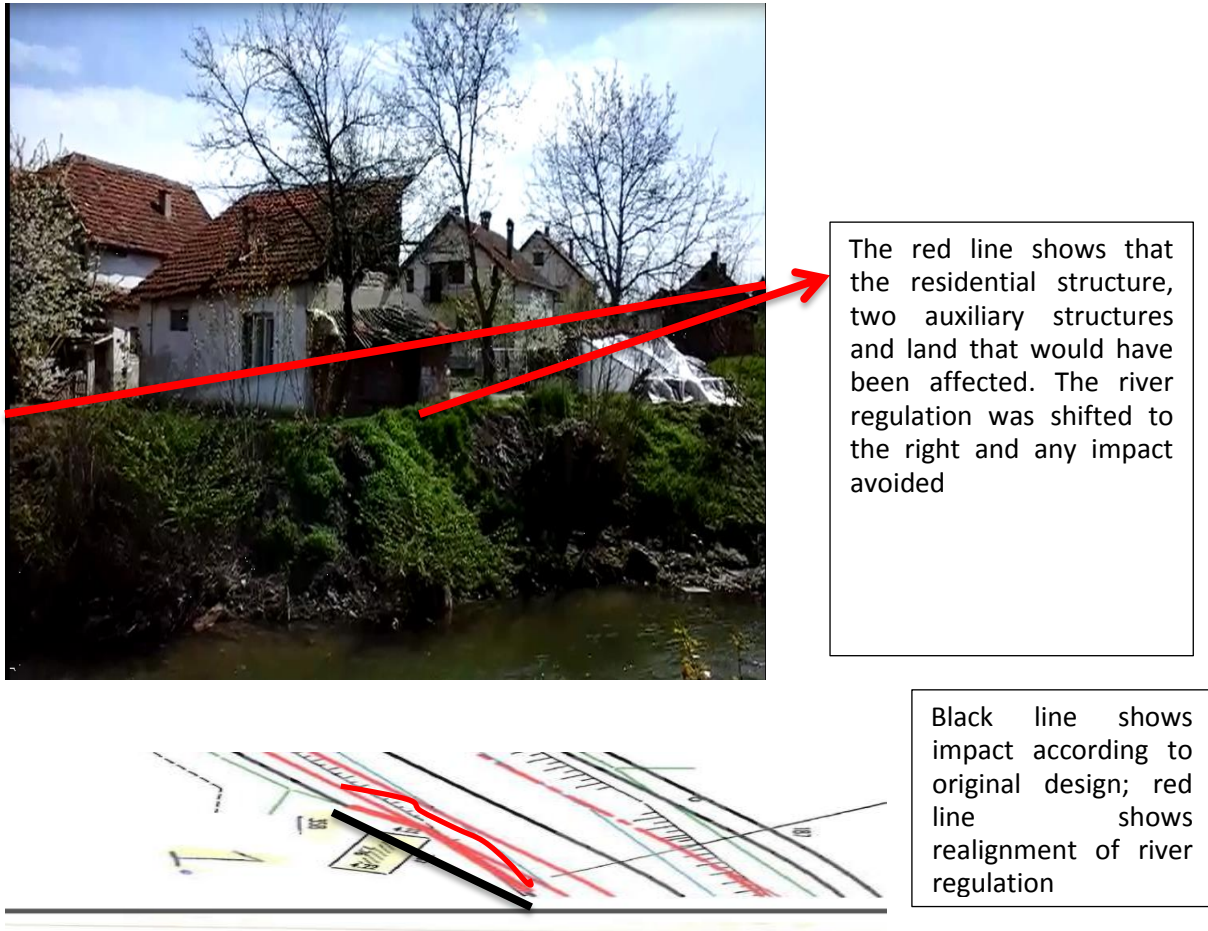 The red line shows that
the residential structure,
two auxiliary structures
and land that would have
been affected. The river
regulation was shifted to
the right and any impact
avoided
Black line shows
impact according to
original design; red
line shows
realignment of river
regulation
187